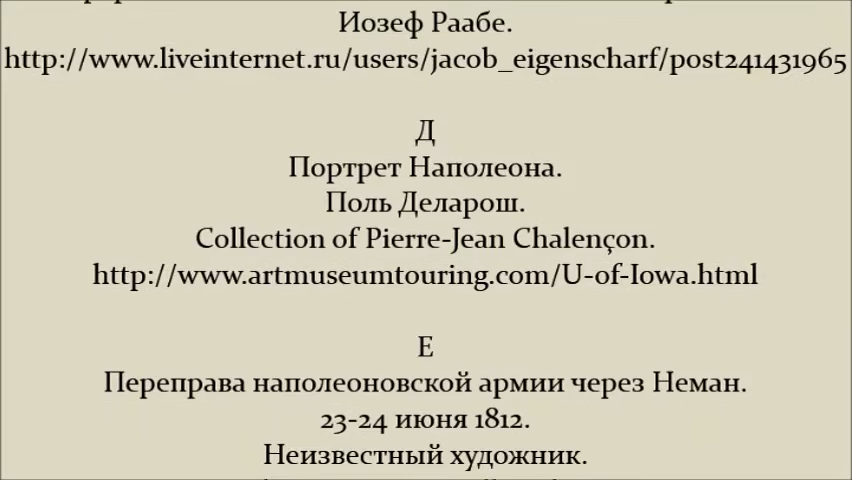 Иозеф Раабе.
http://www.liveinternet.ru/users/jacob_eigenscharf/post241431965
Д
Портрет Наполеона.
Поль Деларош.
Collection of Pierre-Jean Chalençon.
http://www.artmuseumtouring.com/U-of-Iowa.html
Е
Переправа наполеоновской армии через Неман.
23-24 июня 1812.
Неизвестный художник.